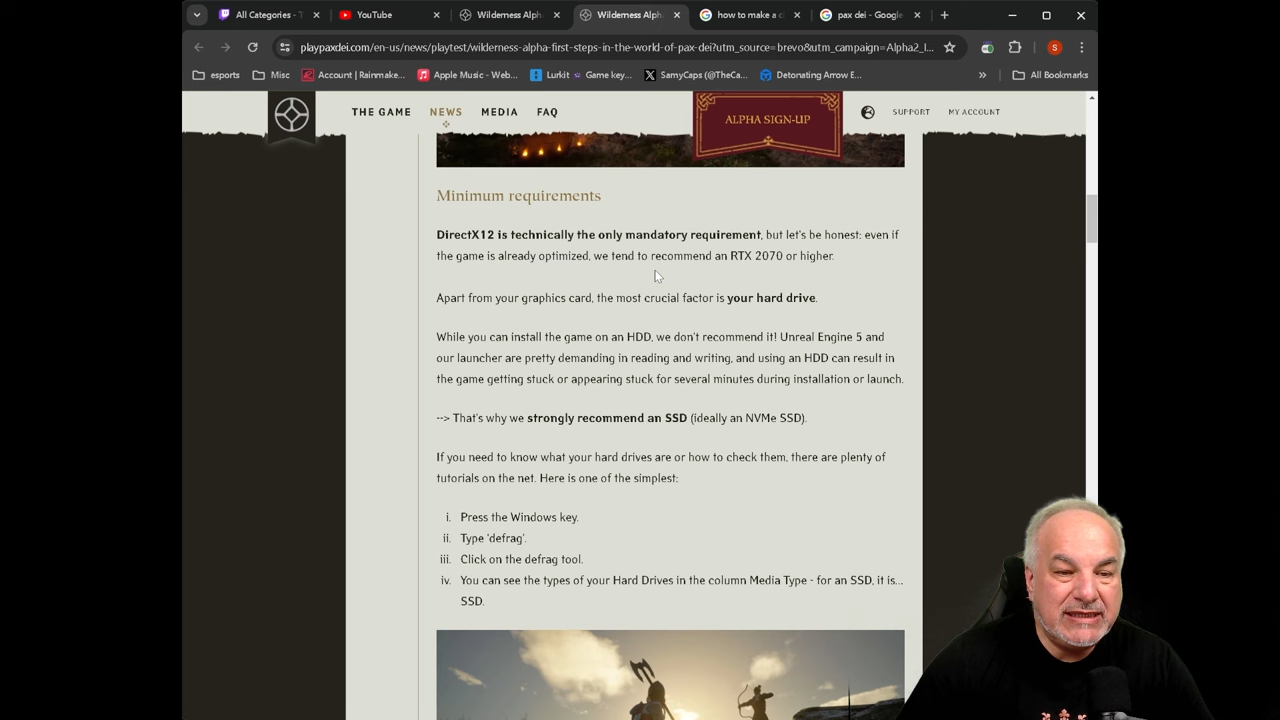 All Categories - T
YouTube
Wilderness Alph
Wilderness Alph
how to make a c
pax dei - Google
playpaxdei.com/en-us/news/playtest/wilderness-alpha-first-steps-in-the-world-of-pax-dei?utm_source=brevo&utm_campaign=Alpha2_I...
S
esports
Misc
Account | Rainmake...
Apple Music - Web...
Lurkit
Game key...
SamyCaps (@TheCa...
Detonating Arrow E...
»
All Bookmarks
THE GAME
NEWS
MEDIA
FAQ
ALPHA SIGN-UP
SUPPORT
MY ACCOUNT
Minimum requirements
DirectX12 is technically the only mandatory requirement, but let's be honest: even if
the game is already optimized, we tend to recommend an RTX 2070 or higher.
Apart from your graphics card, the most crucial factor is your hard drive.
While you can install the game on an HDD, we don't recommend it! Unreal Engine 5 and
our launcher are pretty demanding in reading and writing, and using an HDD can result in
the game getting stuck or appearing stuck for several minutes during installation or launch.
--> That's why we strongly recommend an SSD (ideally an NVMe SSD).
If you need to know what your hard drives are or how to check them, there are plenty of
tutorials on the net. Here is one of the simplest:
i. Press the Windows key.
ii. Type 'defrag'.
iii. Click on the defrag tool.
iv. You can see the types of your Hard Drives in the column Media Type - for an SSD, it is...
SSD.